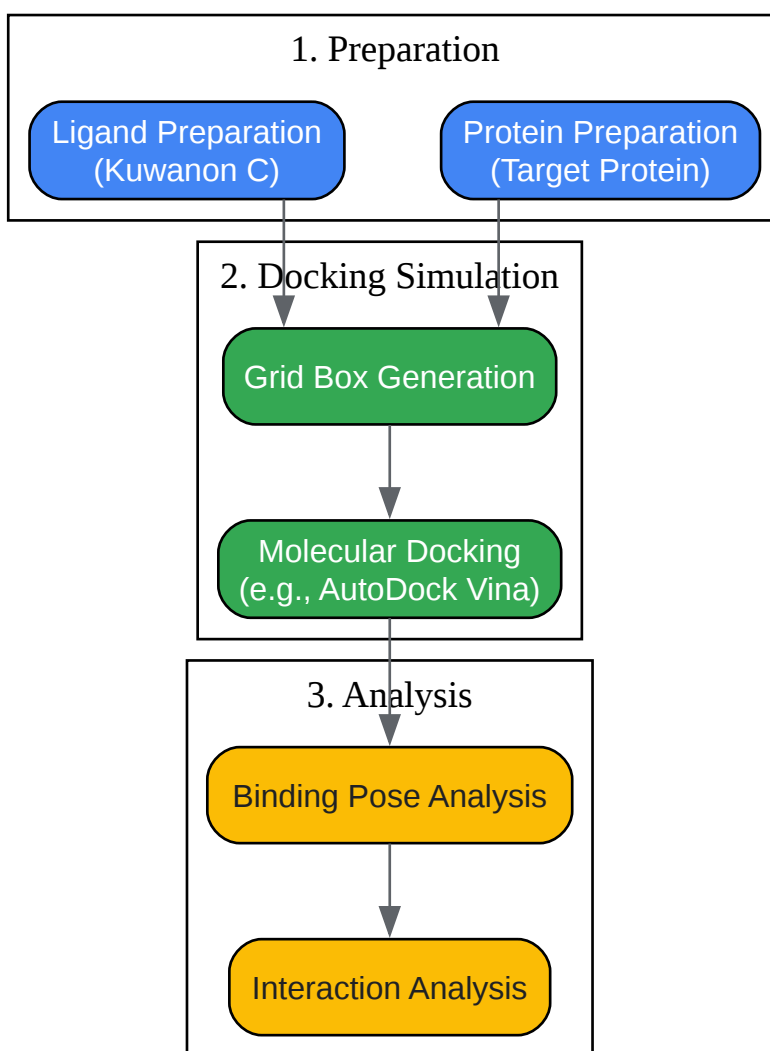 1. Preparation
Ligand Preparation
(Kuwanon C)
Protein Preparation
(Target Protein)
2. Docking Simulation
Grid Box Generation
Molecular Docking
(e.g., AutoDock Vina)
3. Analysis
Binding Pose Analysis
Interaction Analysis